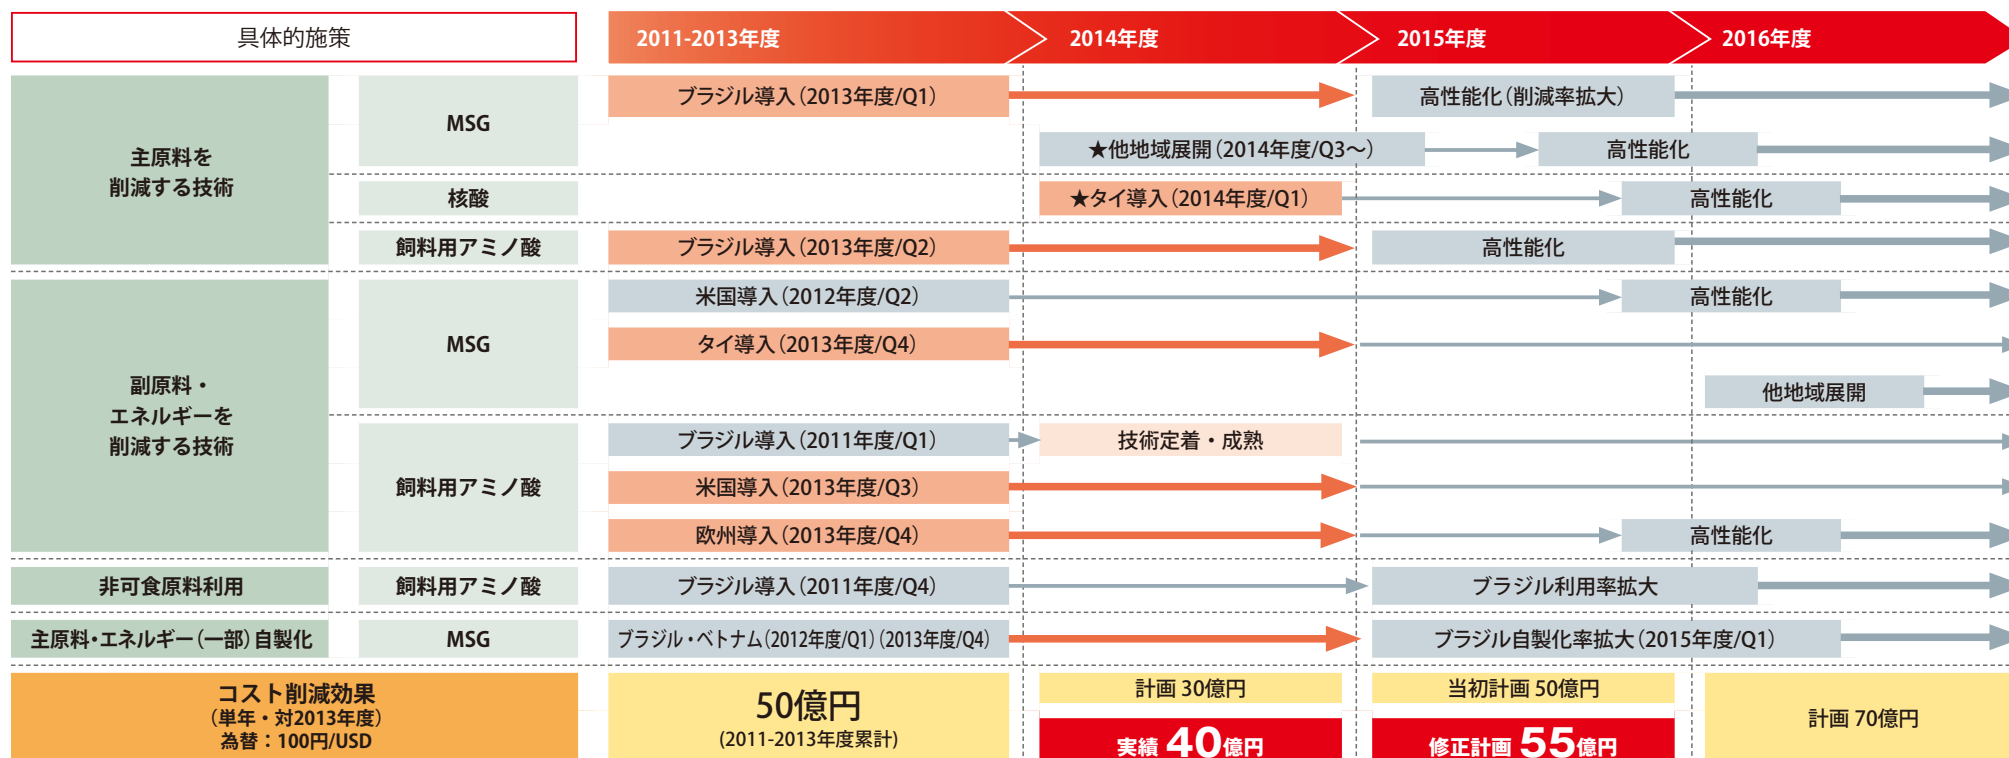 具体的施策
2011-2013年度
2014年度
2015年度
2016年度
主原料を
削減する技術
MSG
ブラジル導入（2013年度/Q1）
高性能化（削減率拡大）
★他地域展開（2014年度/Q3～）
高性能化
核酸
★タイ導入（2014年度/Q1）
高性能化
飼料用アミノ酸
ブラジル導入（2013年度/Q2）
高性能化
副原料・
エネルギーを
削減する技術
MSG
米国導入（2012年度/Q2）
高性能化
タイ導入（2013年度/Q4）
他地域展開
飼料用アミノ酸
ブラジル導入（2011年度/Q1）
技術定着・成熟
米国導入（2013年度/Q3）
欧州導入（2013年度/Q4）
高性能化
非可食原料利用
飼料用アミノ酸
ブラジル導入（2011年度/Q4）
ブラジル利用率拡大
主原料・エネルギー（一部）自製化
MSG
ブラジル・ベトナム（2012年度/Q1）（2013年度/Q4）
ブラジル自製化率拡大（2015年度/Q1）
コスト削減効果
（単年・対2013年度）
為替：100円/USD
50億円
(2011-2013年度累計)
計画 30億円
実績 40億円
当初計画 50億円
修正計画 55億円
計画 70億円